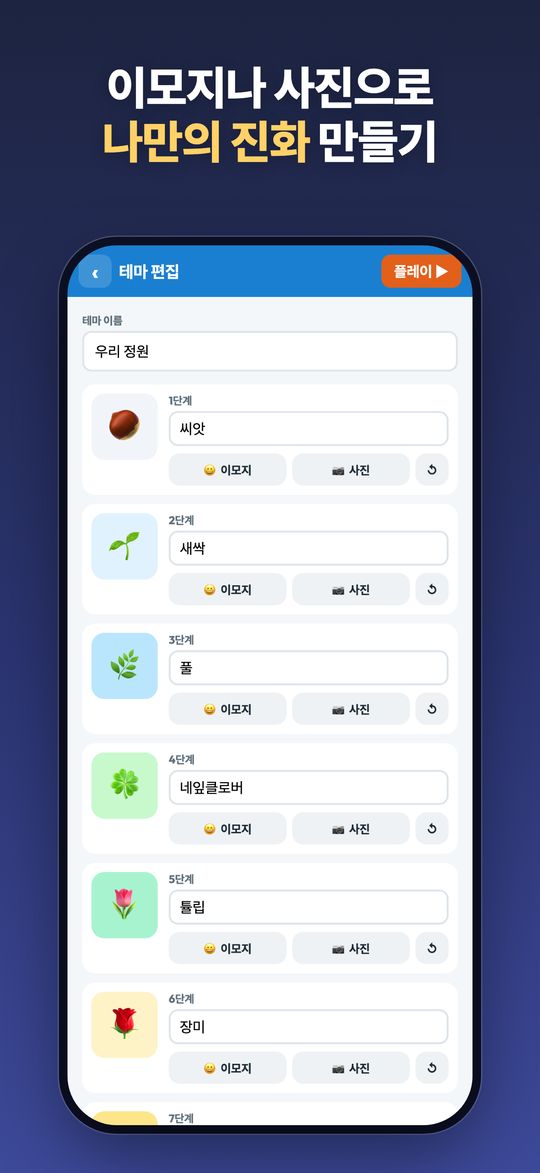 이모지나 사진으로
나만의 진화 만들기
테마 편집
플레이 ▶
테마 이름
우리 정원
1단계
씨앗
😀 이모지
📷 사진
2단계
새싹
😀 이모지
📷 사진
3단계
풀
😀 이모지
📷 사진
4단계
네잎클로버
😀 이모지
📷 사진
5단계
튤립
😀 이모지
📷 사진
6단계
장미
😀 이모지
📷 사진
7단계